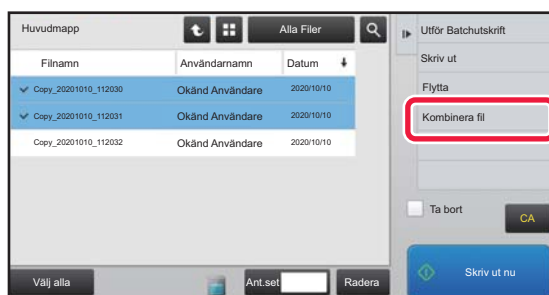 Huvudmapp
Alla Filer
Filnamn Användarnamn Datum
Copy_20201010_112030 Okänd Användare 2020/10/10
Copy_20201010_112031 Okänd Användare 2020/10/10
Copy_20201010_112032 Okänd Användare 2020/10/10
Välj alla
Ant.set
Radera
Utför Batchutskrift
Skriv ut
Flytta
Kombinera fil
Ta bort
CA
Skriv ut nu